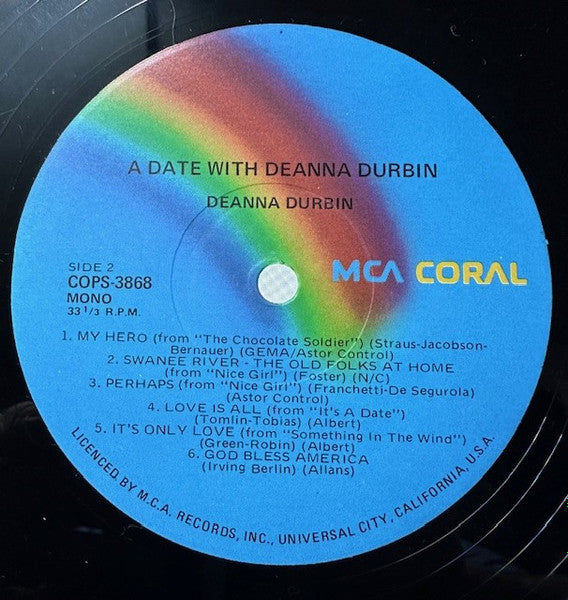 A DATE WITH DEANNA DURBIN
DEANNA DURBIN
MCA CORAL
SIDE 2
COPS-3868
MONO
33 1/3 R.P.M.
1. MY HERO (from "The Chocolate Soldier") (Straus-Jacobson-
Bernauer) (GEMA/Astor Control)
2. SWANEE RIVER - THE OLD FOLKS AT HOME
(from "Nice Girl") (Foster) (N/C)
3. PERHAPS (from "Nice Girl") (Franchetti-De Segurola)
(Astor Control)
4. LOVE IS ALL (from "It's A Date")
(Tomlin-Tobias) (Albert)
5. IT'S ONLY LOVE (from "Something In The Wind")
(Green-Robin) (Albert)
6. GOD BLESS AMERICA
(Irving Berlin) (Allans)
LICENCED BY M.C.A. RECORDS, INC., UNIVERSAL CITY, CALIFORNIA, U.S.A.